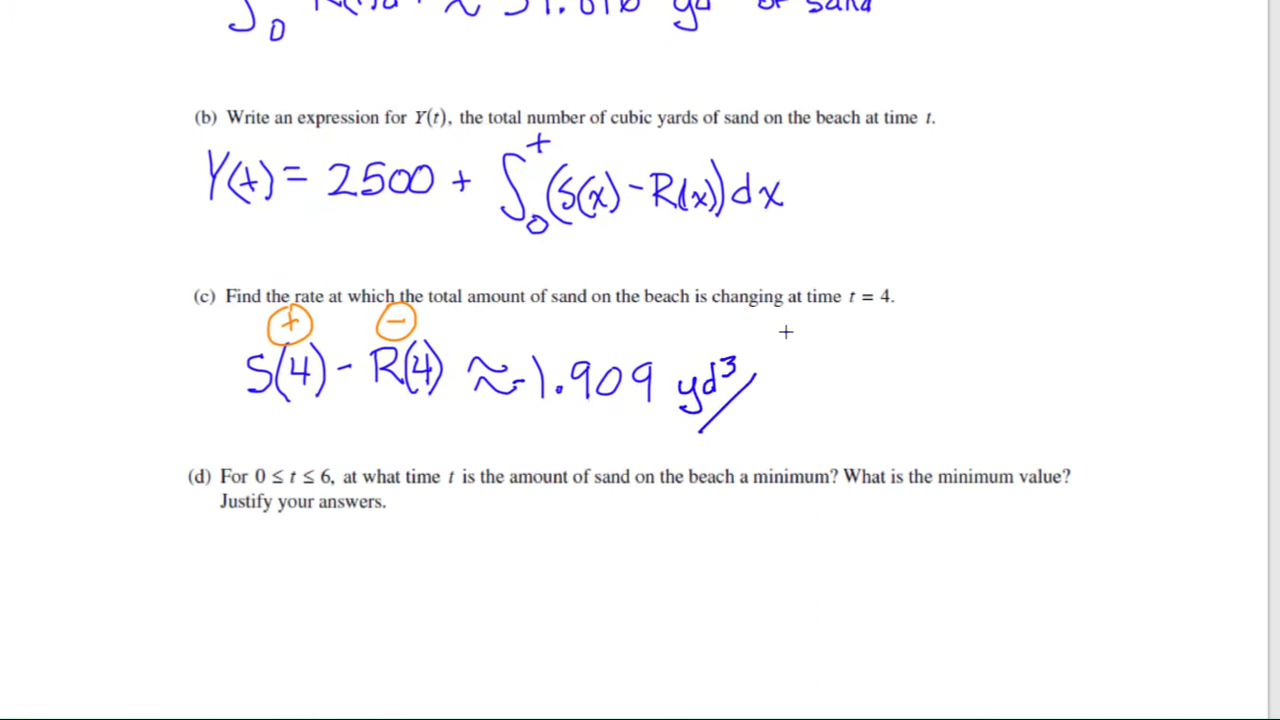 of sand
(b) Write an expression for Y(t), the total number of cubic yards of sand on the beach at time t.
Y(t) = 2500 + ∫₀ᵗ (S(x) - R(x)) dx
(c) Find the rate at which the total amount of sand on the beach is changing at time t = 4.
+ −
S(4) - R(4) ≈ -1.909 yd³/
(d) For 0 ≤ t ≤ 6, at what time t is the amount of sand on the beach a minimum? What is the minimum value?
Justify your answers.